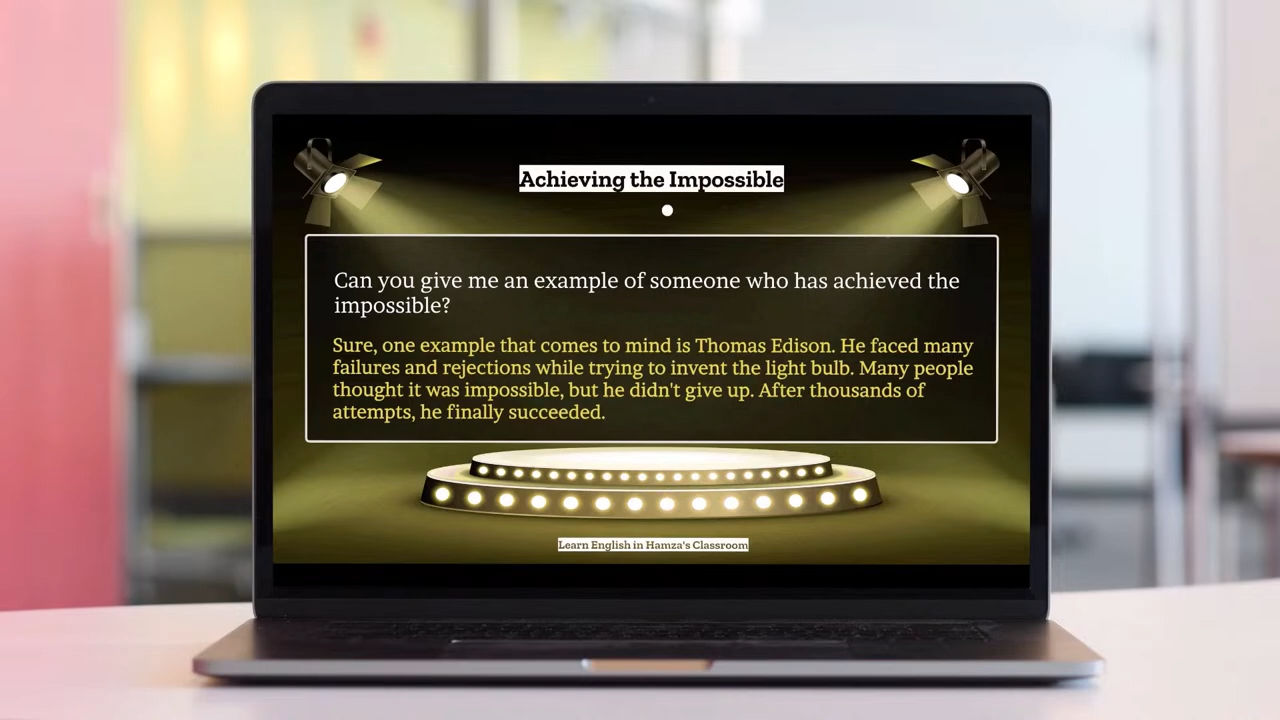 Achieving the Impossible
Can you give me an example of someone who has achieved the
impossible?
Sure, one example that comes to mind is Thomas Edison. He faced many
failures and rejections while trying to invent the light bulb. Many people
thought it was impossible, but he didn't give up. After thousands of
attempts, he finally succeeded.
Learn English in Hamza's Classroom